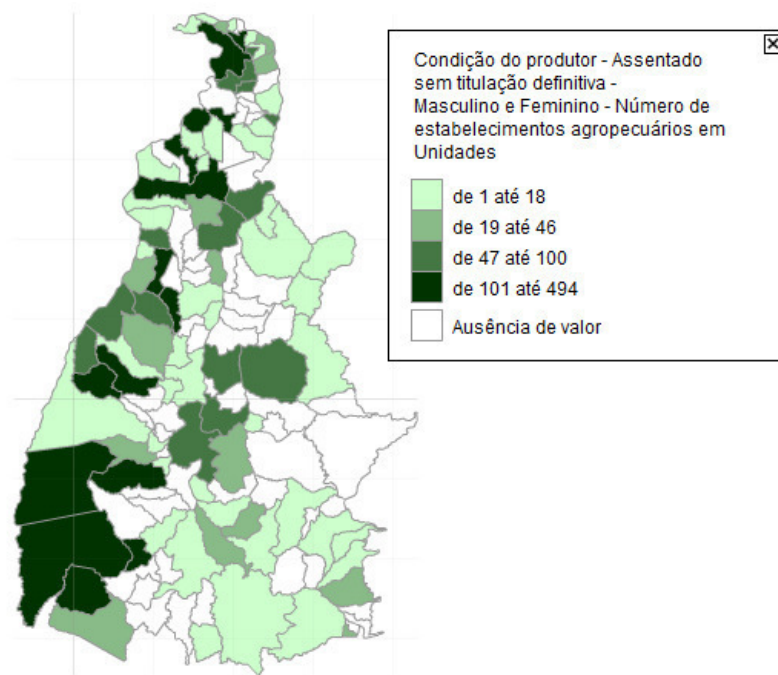 Condição do produtor - Assentado
sem titulação definitiva -
Masculino e Feminino - Número de
estabelecimentos agropecuários em
Unidades
de 1 até 18
de 19 até 46
de 47 até 100
de 101 até 494
Ausência de valor